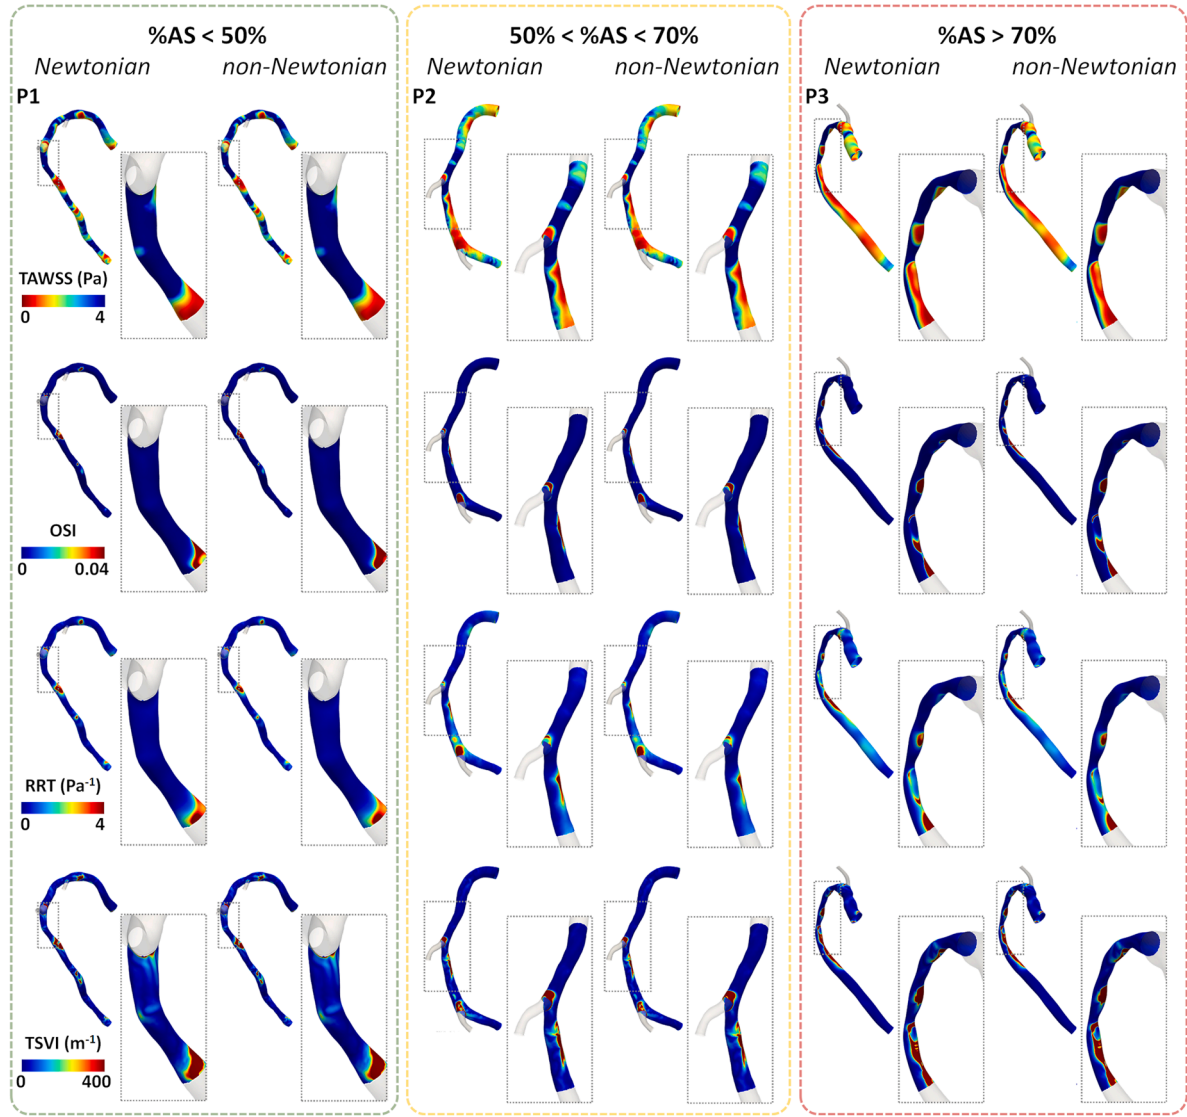 %AS < 50%
Newtonian non-Newtonian
P1
TAWSS (Pa)
0 4
OSI
0 0.04
RRT (Pa⁻¹)
0 4
TSVI (m⁻¹)
0 400
50% < %AS < 70%
Newtonian non-Newtonian
P2
%AS > 70%
Newtonian non-Newtonian
P3